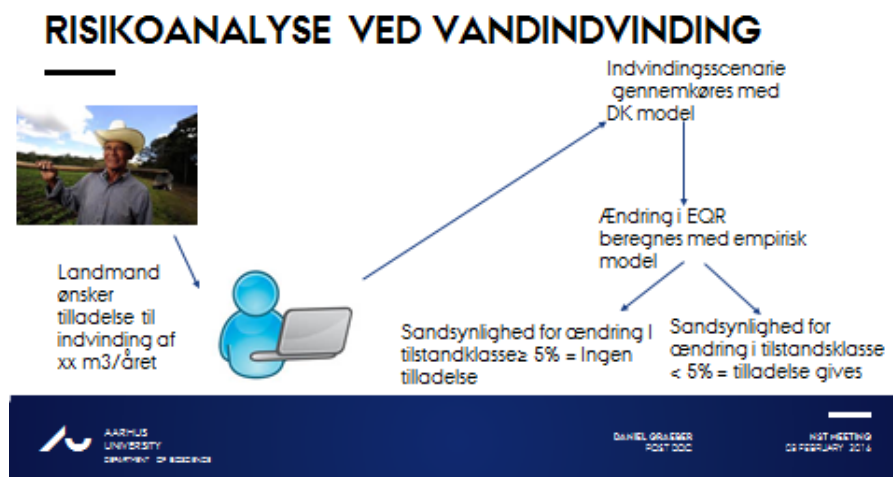 RISIKOANALYSE VED VANDINDVINDING
Indvindingsscenarie
gennemkøres med
DK model
Ændring i EQR
beregnes med empirisk
model
Landmand
ønsker
tilladelse til
indvinding af
xx m3/året
Sandsynlighed for ændring I
tilstandklasse≥ 5% = Ingen
tilladelse
Sandsynlighed for
ændring i tilstandsklasse
< 5% = tilladelse gives
AARHUS
UNIVERSITY
DEPARTMENT OF BIOSCIENCE
DANIEL GRAEBER
POST DOC
NST MEETING
FEBRUARY 2016